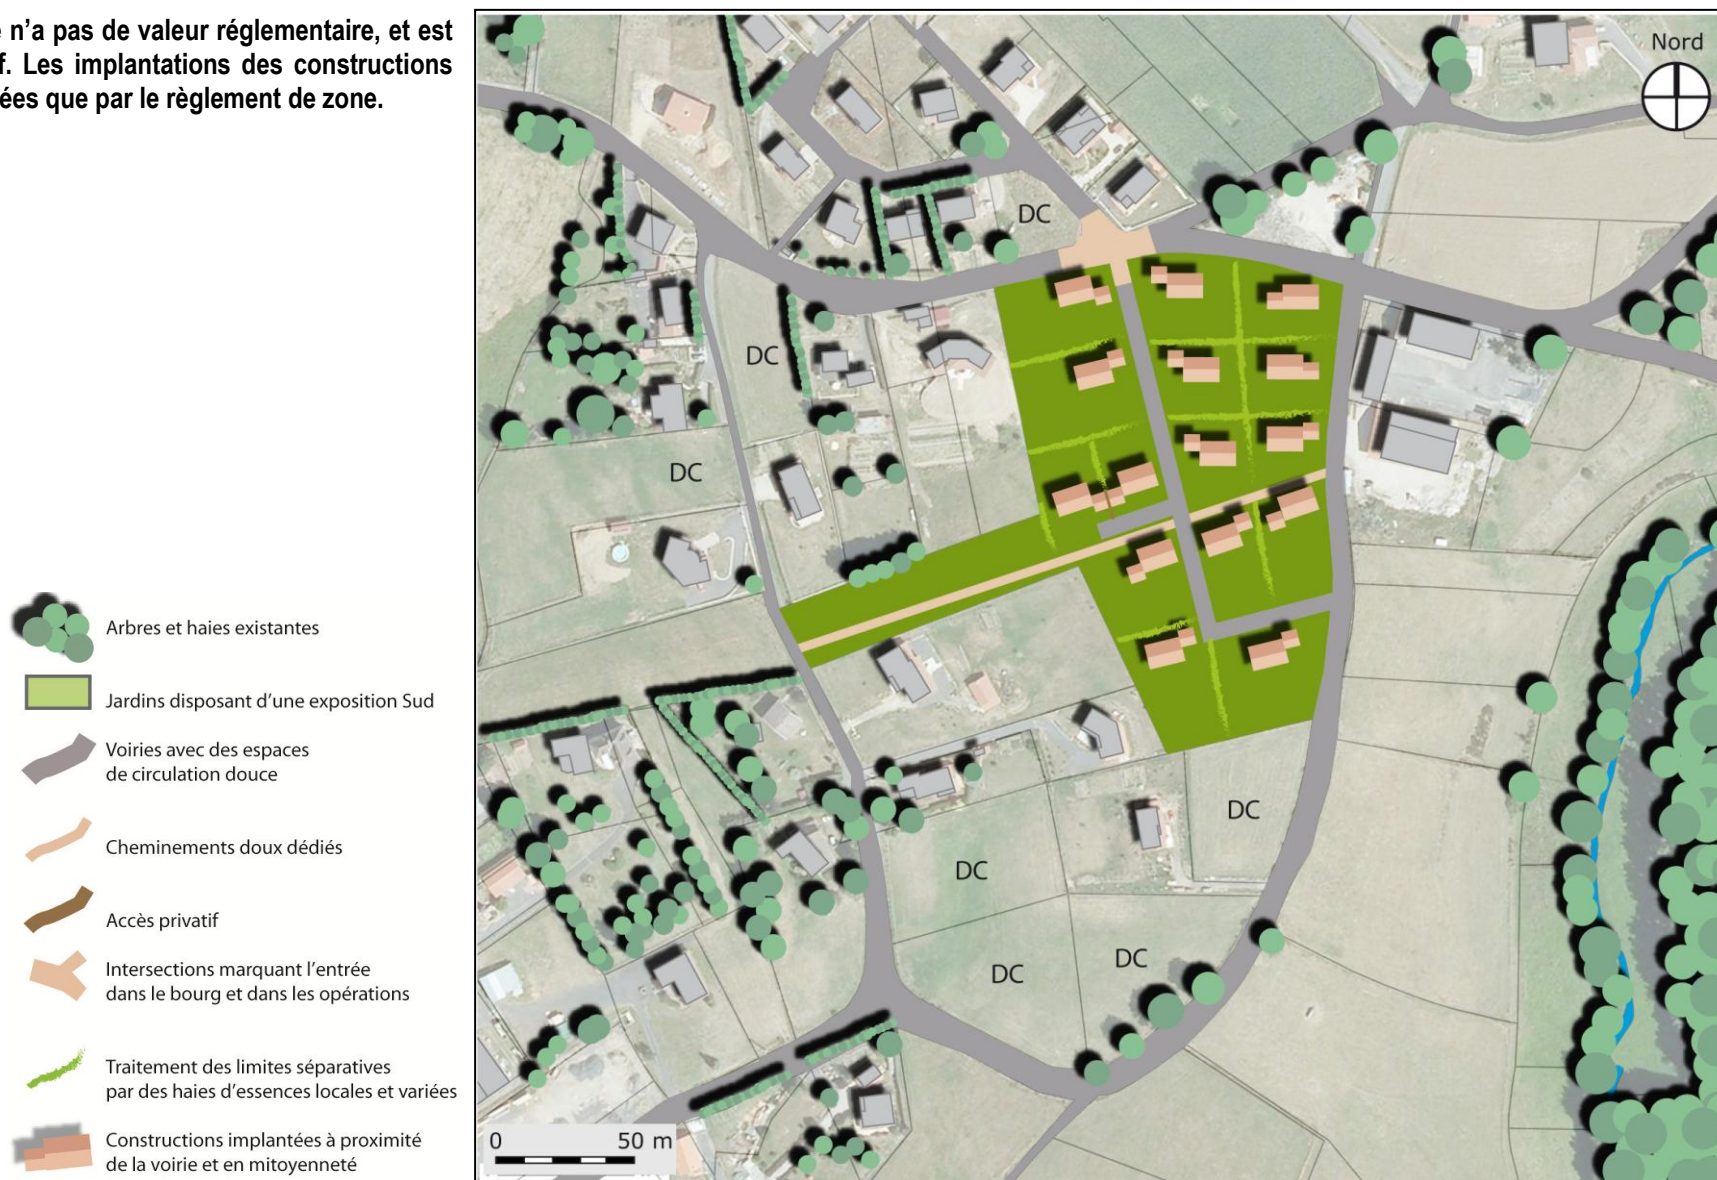 e n’a pas de valeur réglementaire, et est
f. Les implantations des constructions
ées que par le règlement de zone.
Nord
DC
DC
DC
DC
DC
DC
DC
0 50 m
Arbres et haies existantes
Jardins disposant d’une exposition Sud
Voiries avec des espaces
de circulation douce
Cheminements doux dédiés
Accès privatif
Intersections marquant l’entrée
dans le bourg et dans les opérations
Traitement des limites séparatives
par des haies d’essences locales et variées
Constructions implantées à proximité
de la voirie et en mitoyenneté